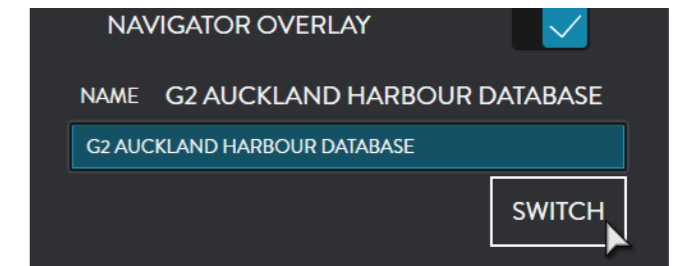 NAVIGATOR OVERLAY
NAME G2 AUCKLAND HARBOUR DATABASE
G2 AUCKLAND HARBOUR DATABASE
SWITCH